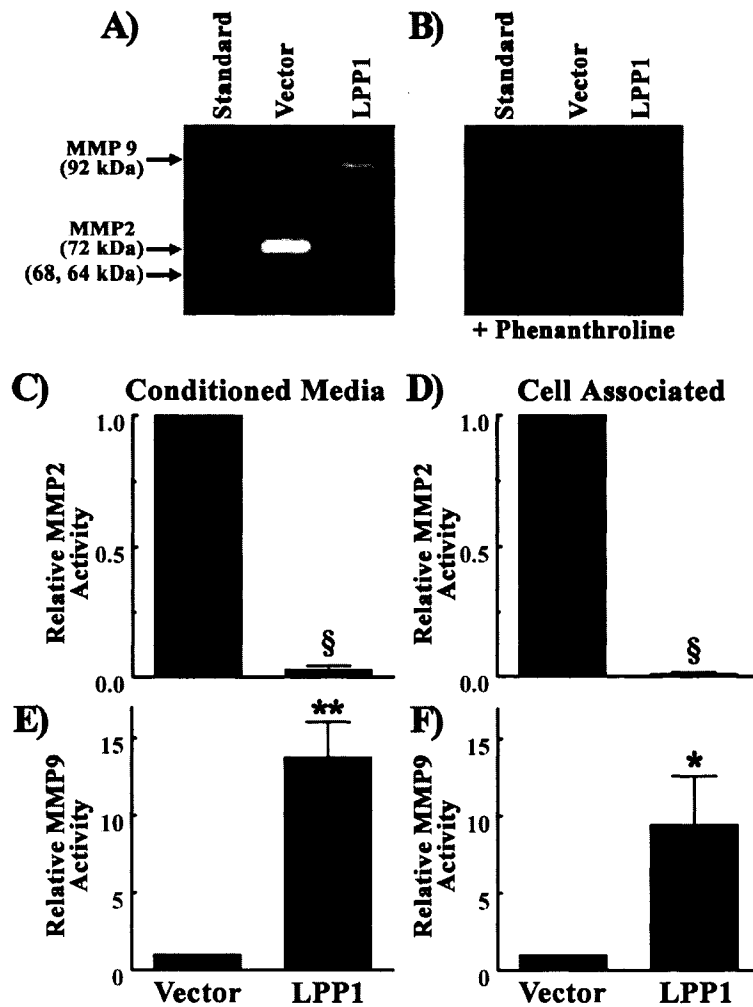 A)
Standard
Vector
LPP1
B)
Standard
Vector
LPP1
MMP 9
(92 kDa)
MMP2
(72 kDa)
(68, 64 kDa)
+ Phenanthroline
C)
Conditioned Media
Relative MMP2
Activity
1.0
0.5
0.0
§
D)
Cell Associated
Relative MMP2
Activity
1.0
0.5
0.0
§
E)
Relative MMP9
Activity
15
10
5
0
**
Vector
LPP1
F)
Relative MMP9
Activity
15
10
5
0
*
Vector
LPP1